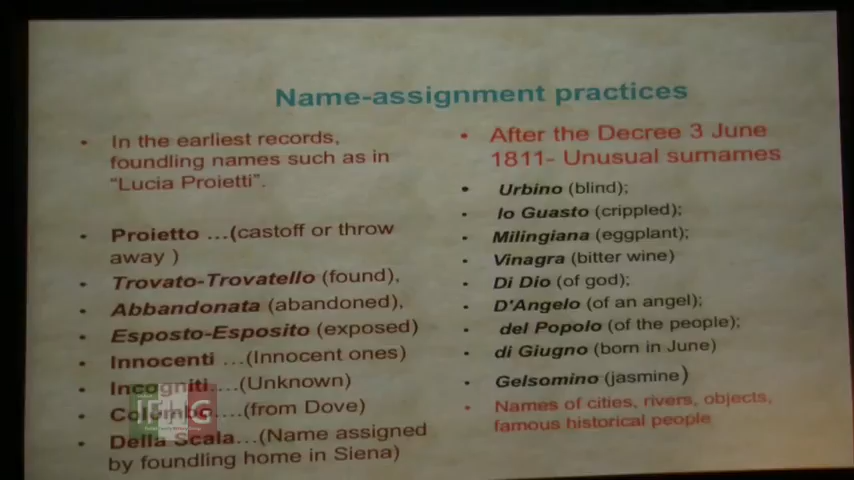 Name-assignment practices
• In the earliest records,
foundling names such as in
“Lucia Proietti”.
• Proietto …(castoff or throw
away )
• Trovato-Trovatello (found),
• Abbandonata (abandoned),
• Esposto-Esposito (exposed)
• Innocenti …(Innocent ones)
• Incogniti….(Unknown)
• Colombo….(from Dove)
• Della Scala…(Name assigned
by foundling home in Siena)
• After the Decree 3 June
1811- Unusual surnames
• Urbino (blind);
• lo Guasto (crippled);
• Milingiana (eggplant);
• Vinagra (bitter wine)
• Di Dio (of god);
• D'Angelo (of an angel);
• del Popolo (of the people);
• di Giugno (born in June)
• Gelsomino (jasmine)
• Names of cities, rivers, objects,
famous historical people